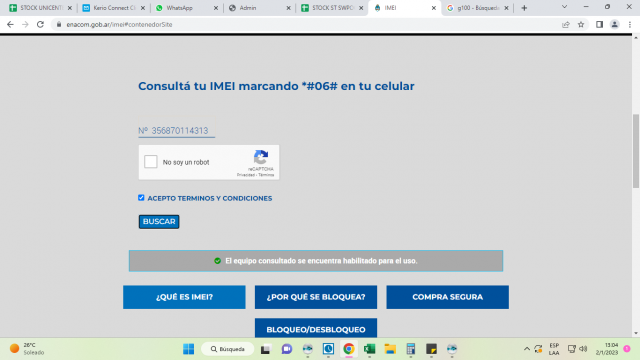 STOCK UNICENT
Kerio Connect Cl
WhatsApp
Admin
STOCK ST SWPD
IMEI
g100 - Búsqueda
enacom.gob.ar/imei#contenedorSite
Consultá tu IMEI marcando *#06# en tu celular
Nº 356870114313
No soy un robot
reCAPTCHA
Privacidad - Términos
ACEPTO TERMINOS Y CONDICIONES
BUSCAR
El equipo consultado se encuentra habilitado para el uso.
¿QUÉ ES IMEI?
¿POR QUÉ SE BLOQUEA?
COMPRA SEGURA
BLOQUEO/DESBLOQUEO
26°C
Soleado
Búsqueda
ESP
LAA
13:04
2/1/2023